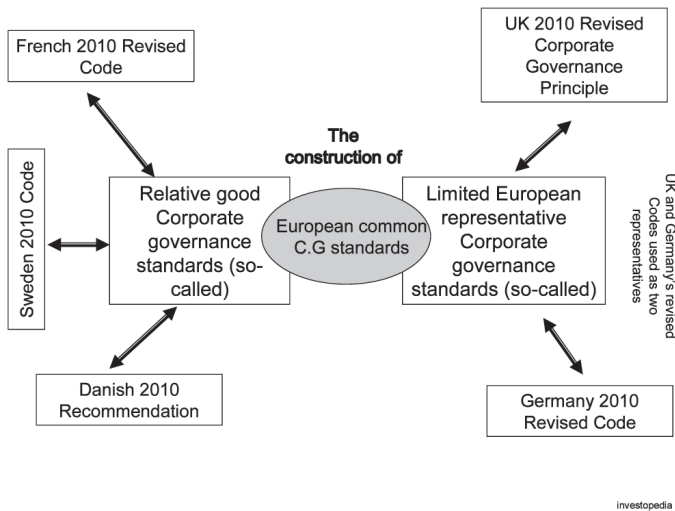 French 2010 Revised
Code
UK 2010 Revised
Corporate
Governance
Principle
The
construction of
Sweden 2010 Code
Relative good
Corporate
governance
standards (so-
called)
European common
C.G standards
Limited European
representative
Corporate
governance
standards (so-called)
UK and Germany's revised
Codes used as two
representatives
Danish 2010
Recommendation
Germany 2010
Revised Code
investopedia